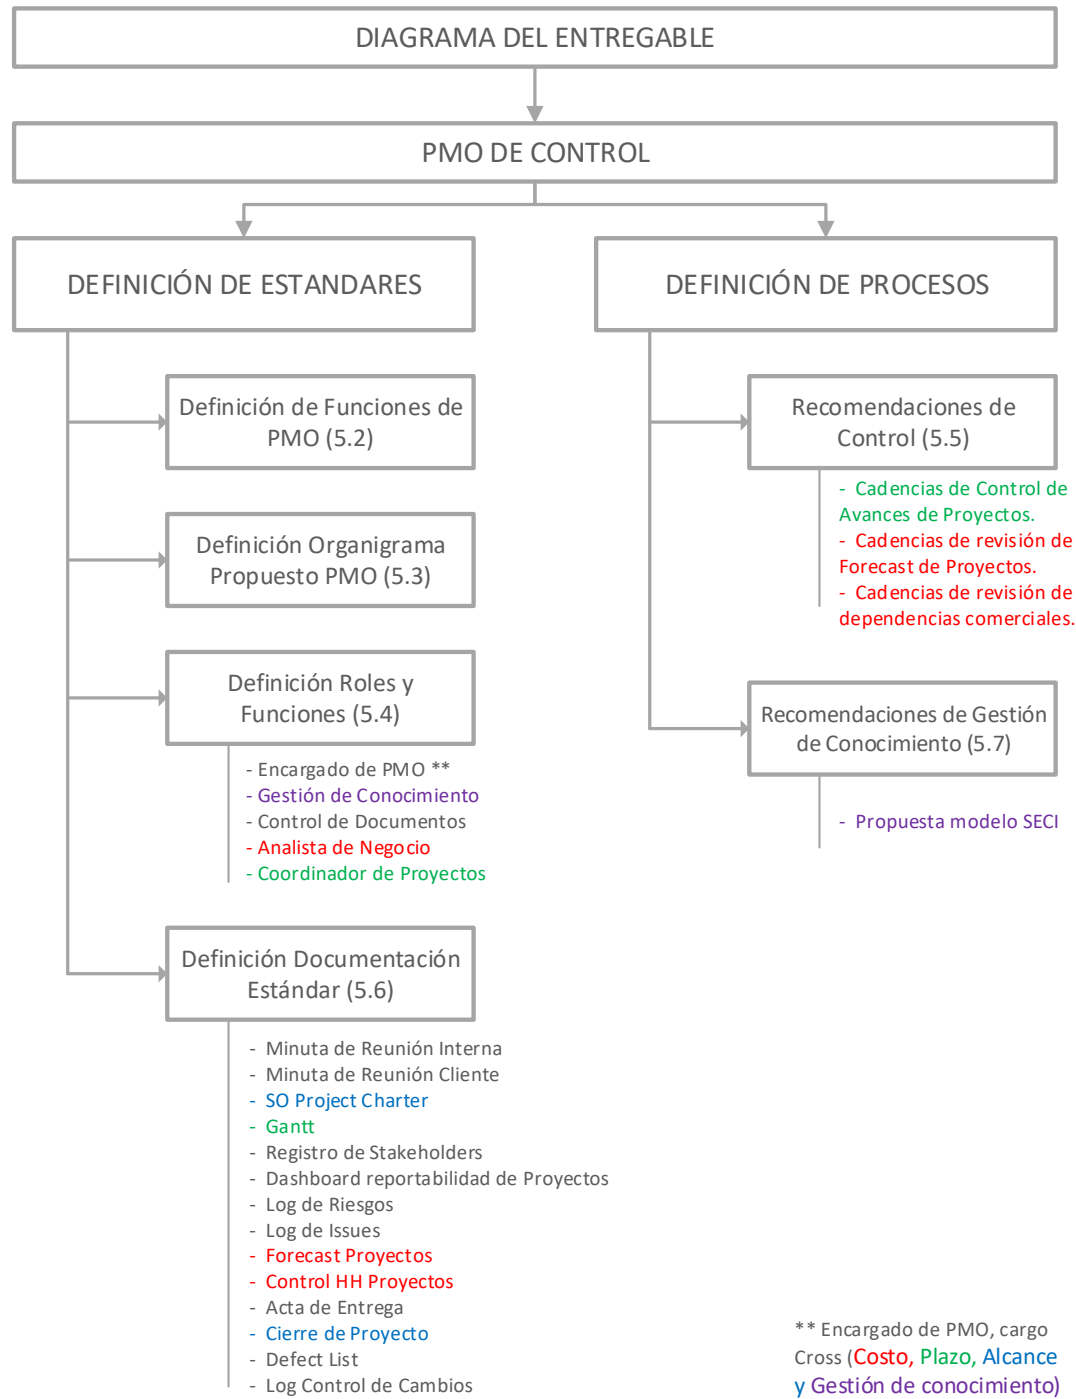 DIAGRAMA DEL ENTREGABLE
PMO DE CONTROL
DEFINICIÓN DE ESTANDARES
Definición de Funciones de
PMO (5.2)
Definición Organigrama
Propuesto PMO (5.3)
Definición Roles y
Funciones (5.4)
- Encargado de PMO **
- Gestión de Conocimiento
- Control de Documentos
- Analista de Negocio
- Coordinador de Proyectos
Definición Documentación
Estándar (5.6)
- Minuta de Reunión Interna
- Minuta de Reunión Cliente
- SO Project Charter
- Gantt
- Registro de Stakeholders
- Dashboard reportabilidad de Proyectos
- Log de Riesgos
- Log de Issues
- Forecast Proyectos
- Control HH Proyectos
- Acta de Entrega
- Cierre de Proyecto
- Defect List
- Log Control de Cambios
DEFINICIÓN DE PROCESOS
Recomendaciones de
Control (5.5)
- Cadencias de Control de
Avances de Proyectos.
- Cadencias de revisión de
Forecast de Proyectos.
- Cadencias de revisión de
dependencias comerciales.
Recomendaciones de Gestión
de Conocimiento (5.7)
- Propuesta modelo SECI
** Encargado de PMO, cargo
Cross (Costo, Plazo, Alcance
y Gestión de conocimiento)